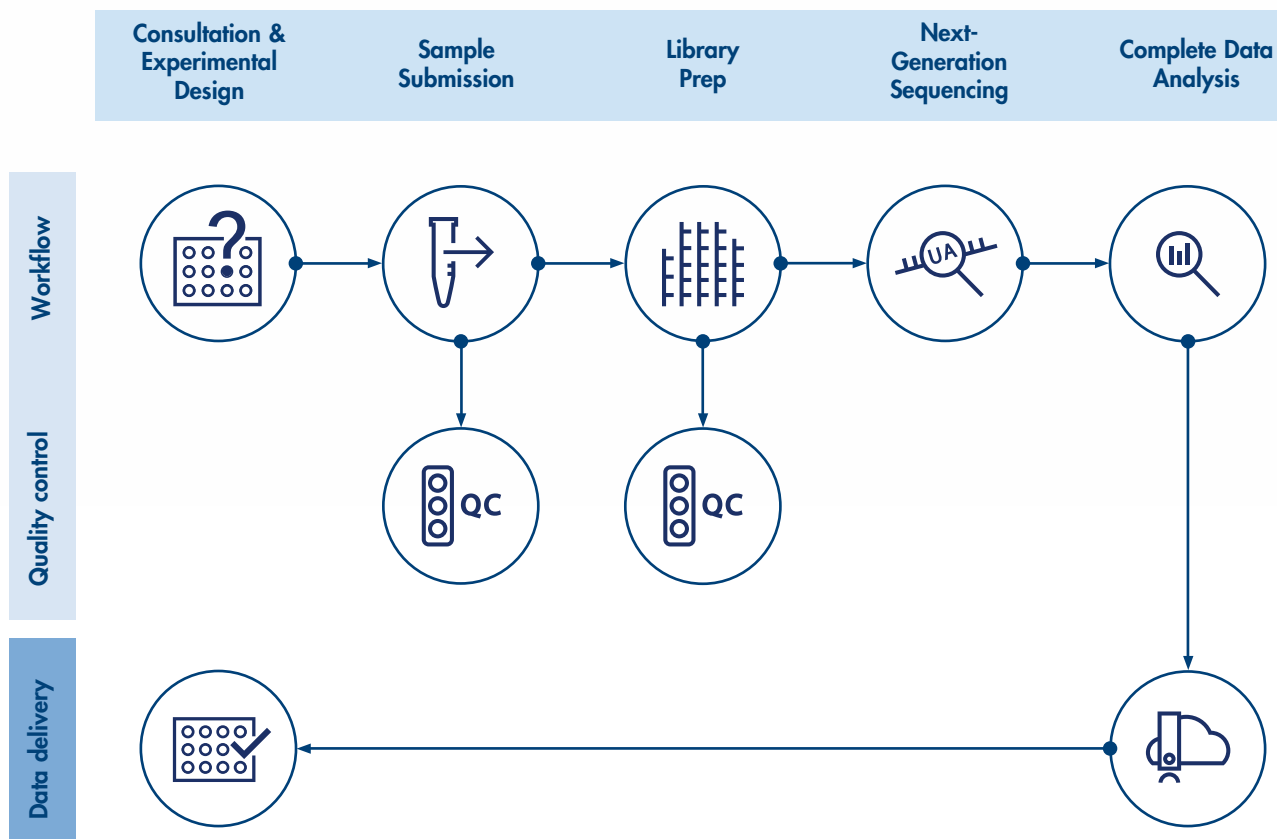 Consultation &
Experimental
Design
Sample
Submission
Library
Prep
Next-
Generation
Sequencing
Complete Data
Analysis
Workflow
UA
Quality control
QC
QC
Data delivery